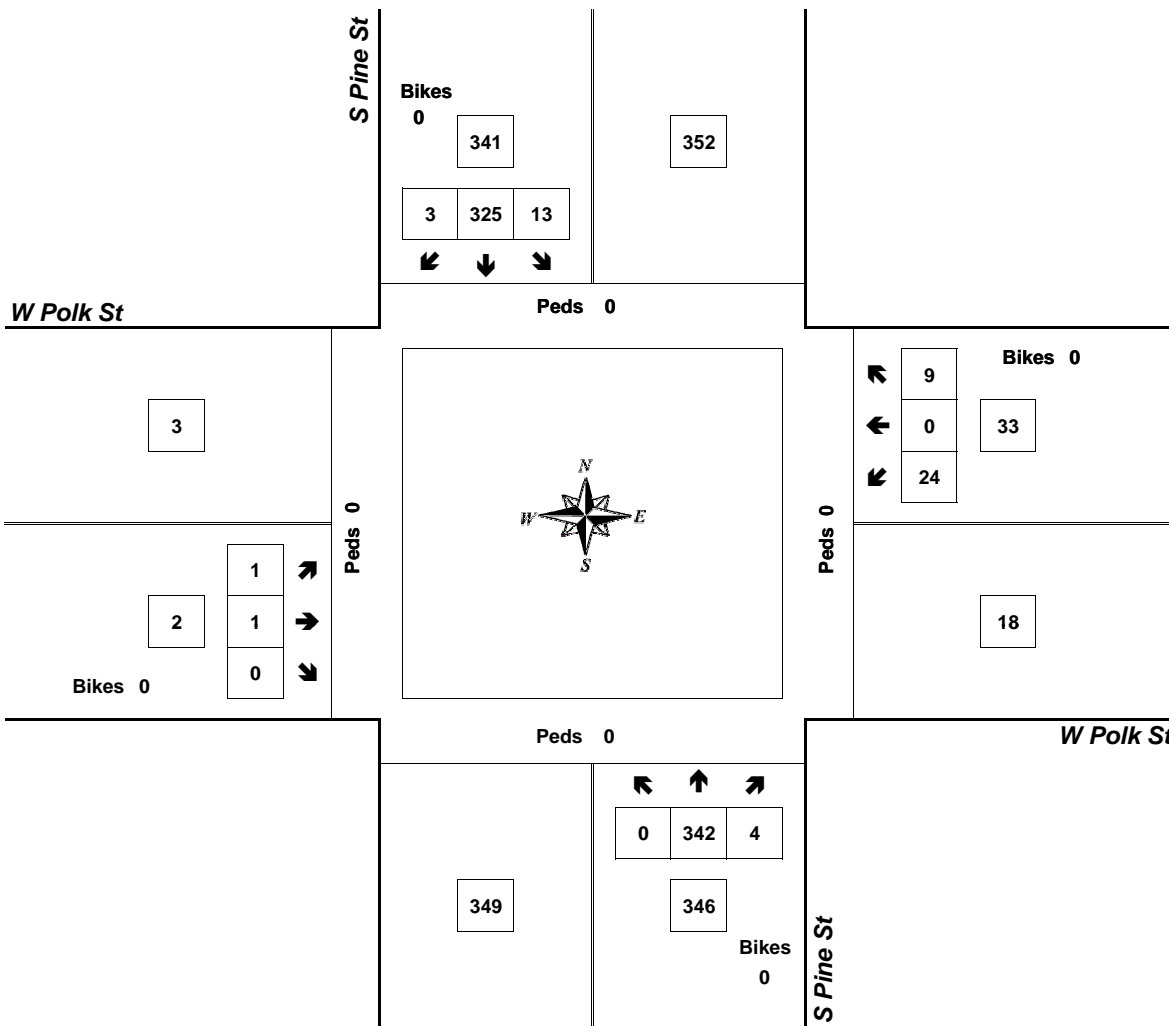 S Pine St
Bikes
0
341
352
3 325 13
Peds 0
W Polk St
9
Bikes 0
3
0
33
24
N
W E
S
Peds 0
Peds 0
1
2
1
18
0
Bikes 0
Peds 0
W Polk St
0 342 4
349
346
Bikes
0
S Pine St